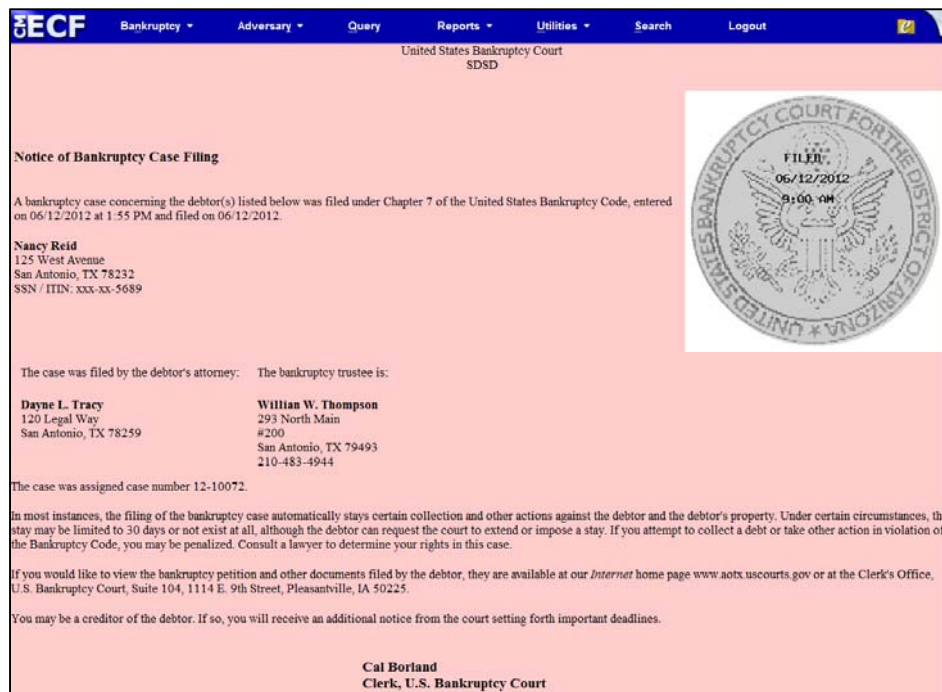 CM ECF Bankruptcy Adversary Query Reports Utilities Search Logout
United States Bankruptcy Court
SDSD
UNITED STATES BANKRUPTCY COURT FOR THE DISTRICT OF ARIZONA
FILED
06/12/2012
9:00 AM
Notice of Bankruptcy Case Filing
A bankruptcy case concerning the debtor(s) listed below was filed under Chapter 7 of the United States Bankruptcy Code, entered
on 06/12/2012 at 1:55 PM and filed on 06/12/2012.
Nancy Reid
125 West Avenue
San Antonio, TX 78232
SSN / ITIN: xxx-xx-5689
The case was filed by the debtor's attorney:
Dayne L. Tracy
120 Legal Way
San Antonio, TX 78259
The bankruptcy trustee is:
Willian W. Thompson
293 North Main
#200
San Antonio, TX 79493
210-483-4944
The case was assigned case number 12-10072.
In most instances, the filing of the bankruptcy case automatically stays certain collection and other actions against the debtor and the debtor's property. Under certain circumstances, th
stay may be limited to 30 days or not exist at all, although the debtor can request the court to extend or impose a stay. If you attempt to collect a debt or take other action in violation of
the Bankruptcy Code, you may be penalized. Consult a lawyer to determine your rights in this case.
If you would like to view the bankruptcy petition and other documents filed by the debtor, they are available at our Internet home page www.aotx.uscourts.gov or at the Clerk's Office,
U.S. Bankruptcy Court, Suite 104, 1114 E. 9th Street, Pleasantville, IA 50225.
You may be a creditor of the debtor. If so, you will receive an additional notice from the court setting forth important deadlines.
Cal Borland
Clerk, U.S. Bankruptcy Court